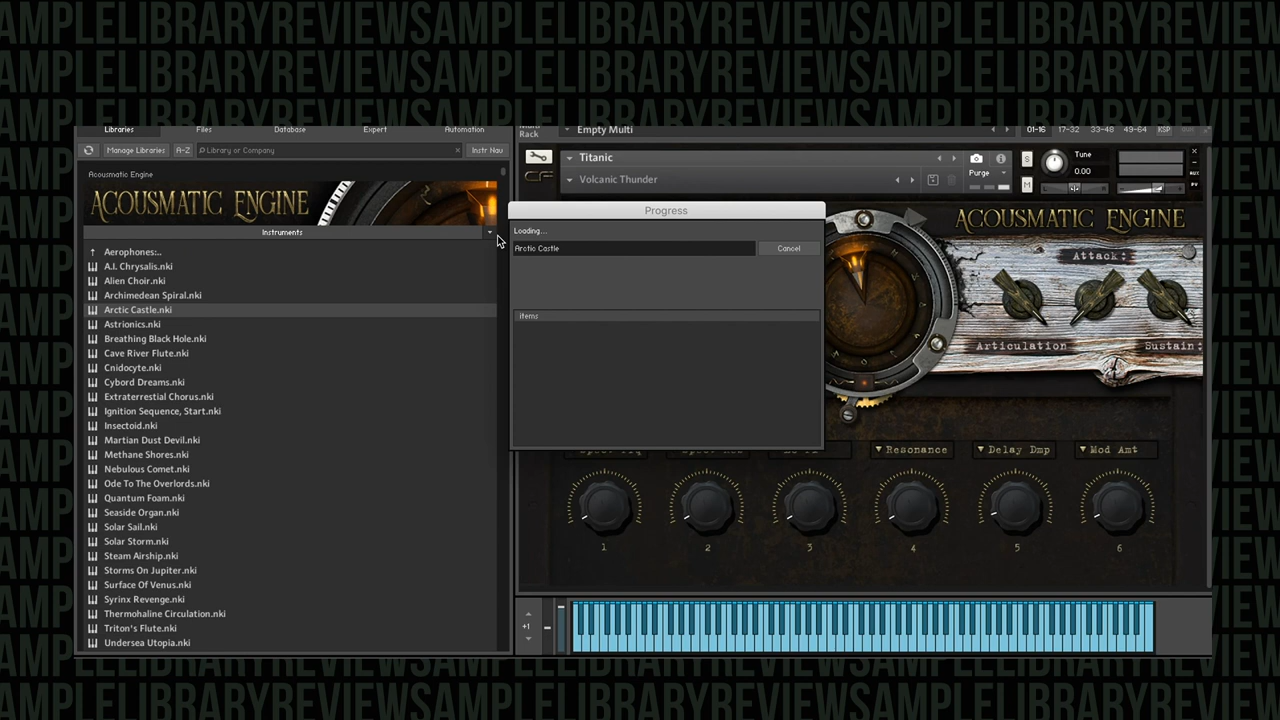 SAMPLELIBRARYREVIEWSAMPLELIBRARYREVIEWSAMPLELIBRARYREVIEW
Libraries Files Database Expert Automation
Manage Libraries A-Z Library or Company Instr Nav
Acousmatic Engine
ACOUSMATIC ENGINE
Instruments
Aerophones:..
A.I. Chrysalis.nki
Alien Choir.nki
Archimedean Spiral.nki
Arctic Castle.nki
Astrionics.nki
Breathing Black Hole.nki
Cave River Flute.nki
Cnidocyte.nki
Cybord Dreams.nki
Extraterrestial Chorus.nki
Ignition Sequence, Start.nki
Insectoid.nki
Martian Dust Devil.nki
Methane Shores.nki
Nebulous Comet.nki
Ode To The Overlords.nki
Quantum Foam.nki
Seaside Organ.nki
Solar Sail.nki
Solar Storm.nki
Steam Airship.nki
Storms On Jupiter.nki
Surface Of Venus.nki
Syrinx Revenge.nki
Thermohaline Circulation.nki
Triton's Flute.nki
Undersea Utopia.nki
Rack Empty Multi 01-16 17-32 33-48 49-64 KSP
Titanic
Volcanic Thunder
Purge
S
M
Tune
0.00
AUX
PV
Progress
Loading...
Arctic Castle
Cancel
items
ACOUSMATIC ENGINE
Attack:
Articulation Sustain:
Resonance Delay Dmp Mod Amt
1 2 3 4 5 6
+1